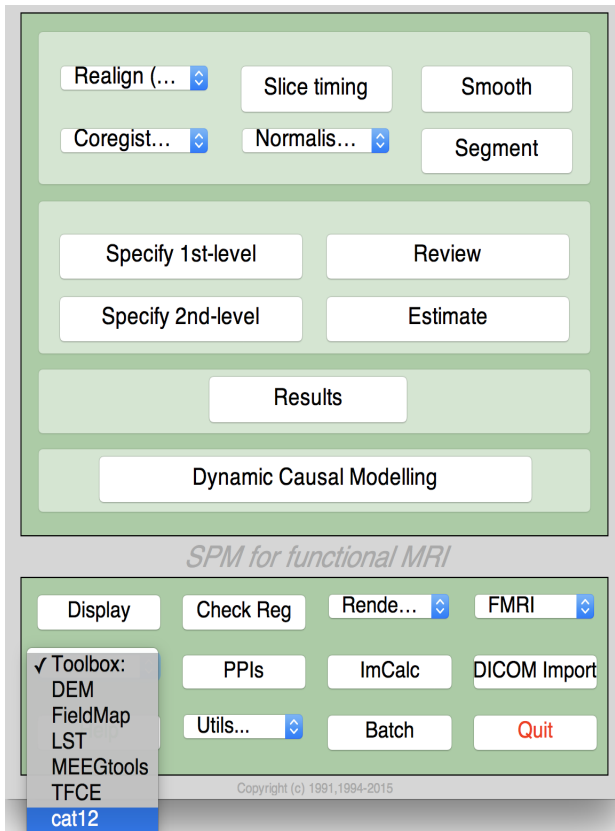 Realign (...
Slice timing
Smooth
Coregist...
Normalis...
Segment
Specify 1st-level
Review
Specify 2nd-level
Estimate
Results
Dynamic Causal Modelling
SPM for functional MRI
Display
Check Reg
Rende...
FMRI
✓ Toolbox:
PPIs
ImCalc
DICOM Import
DEM
FieldMap
LST
Utils...
Batch
Quit
MEEGtools
TFCE
cat12
Copyright (c) 1991,1994-2015